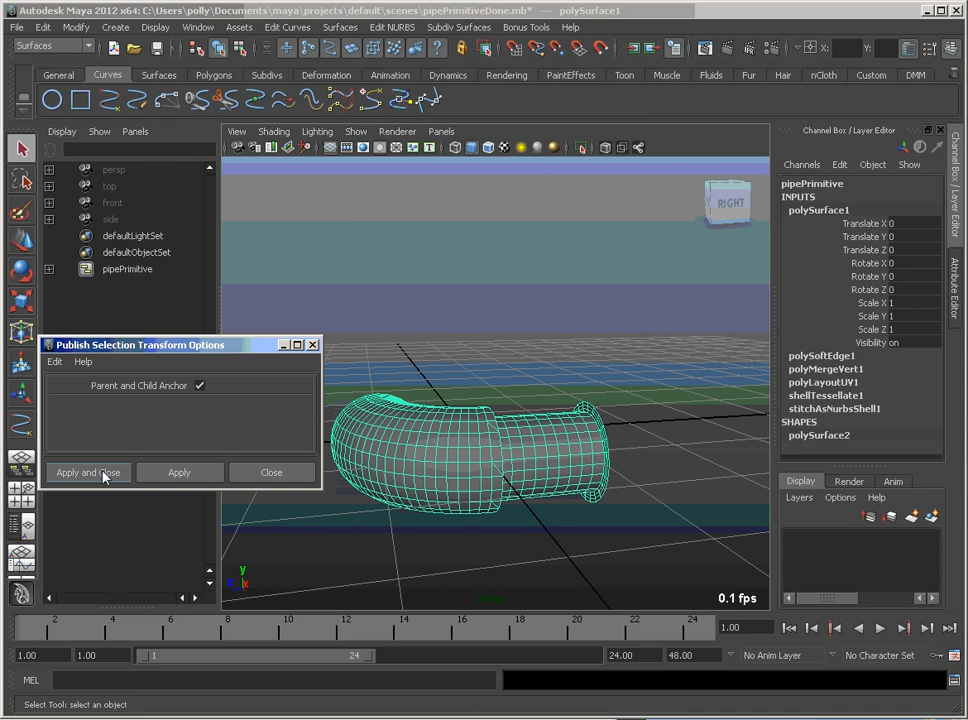 Autodesk Maya 2012 x64: C:\Users\polly\Documents\maya\projects\default\scenes\pipePrimitiveDone.mb* --- polySurface1
File Edit Modify Create Display Window Assets Edit Curves Surfaces Edit NURBS Subdiv Surfaces Bonus Tools Help
Surfaces X: Y:
General Curves Surfaces Polygons Subdivs Deformation Animation Dynamics Rendering PaintEffects Toon Muscle Fluids Fur Hair nCloth Custom DMM
Display Show Panels
persp
top
front
side
defaultLightSet
defaultObjectSet
pipePrimitive
View Shading Lighting Show Renderer Panels
RIGHT
y
x
0.1 fps
Publish Selection Transform Options
Edit Help
Parent and Child Anchor
Apply and Close Apply Close
Channel Box / Layer Editor
Channels Edit Object Show
pipePrimitive
INPUTS
polySurface1
Translate X 0
Translate Y 0
Translate Z 0
Rotate X 0
Rotate Y 0
Rotate Z 0
Scale X 1
Scale Y 1
Scale Z 1
Visibility on
polySoftEdge1
polyMergeVert1
polyLayoutUV1
shellTessellate1
stitchAsNurbsShell1
SHAPES
polySurface2
Display Render Anim
Layers Options Help
Channel Box / Layer Editor
Attribute Editor
2 4 6 8 10 12 14 16 18 20 22 24 1.00
1.00 1.00 1 24 24.00 48.00 No Anim Layer No Character Set
MEL
Select Tool: select an object